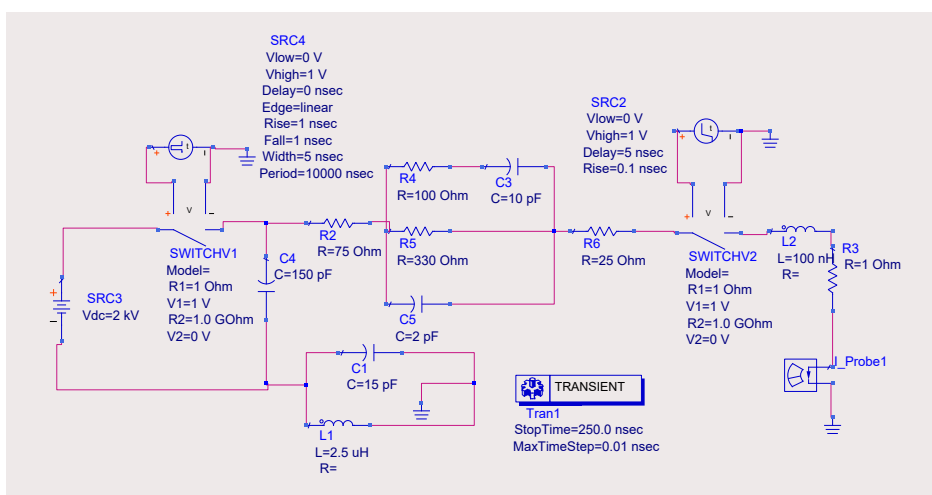 SRC4
Vlow=0 V
Vhigh=1 V
Delay=0 nsec
Edge=linear
Rise=1 nsec
Fall=1 nsec
Width=5 nsec
Period=10000 nsec
t
+
–
+
V
–
SRC2
Vlow=0 V
Vhigh=1 V
Delay=5 nsec
Rise=0.1 nsec
t
+
–
+
V
–
R4
R=100 Ohm
C3
C=10 pF
R2
R=75 Ohm
R5
R=330 Ohm
R6
R=25 Ohm
C5
C=2 pF
SWITCHV1
Model=
R1=1 Ohm
V1=1 V
R2=1.0 GOhm
V2=0 V
C4
C=150 pF
SWITCHV2
Model=
R1=1 Ohm
V1=1 V
R2=1.0 GOhm
V2=0 V
L2
L=100 nH
R=
R3
R=1 Ohm
+
–
SRC3
Vdc=2 kV
C1
C=15 pF
L1
L=2.5 uH
R=
TRANSIENT
Tran1
StopTime=250.0 nsec
MaxTimeStep=0.01 nsec
I_Probe1